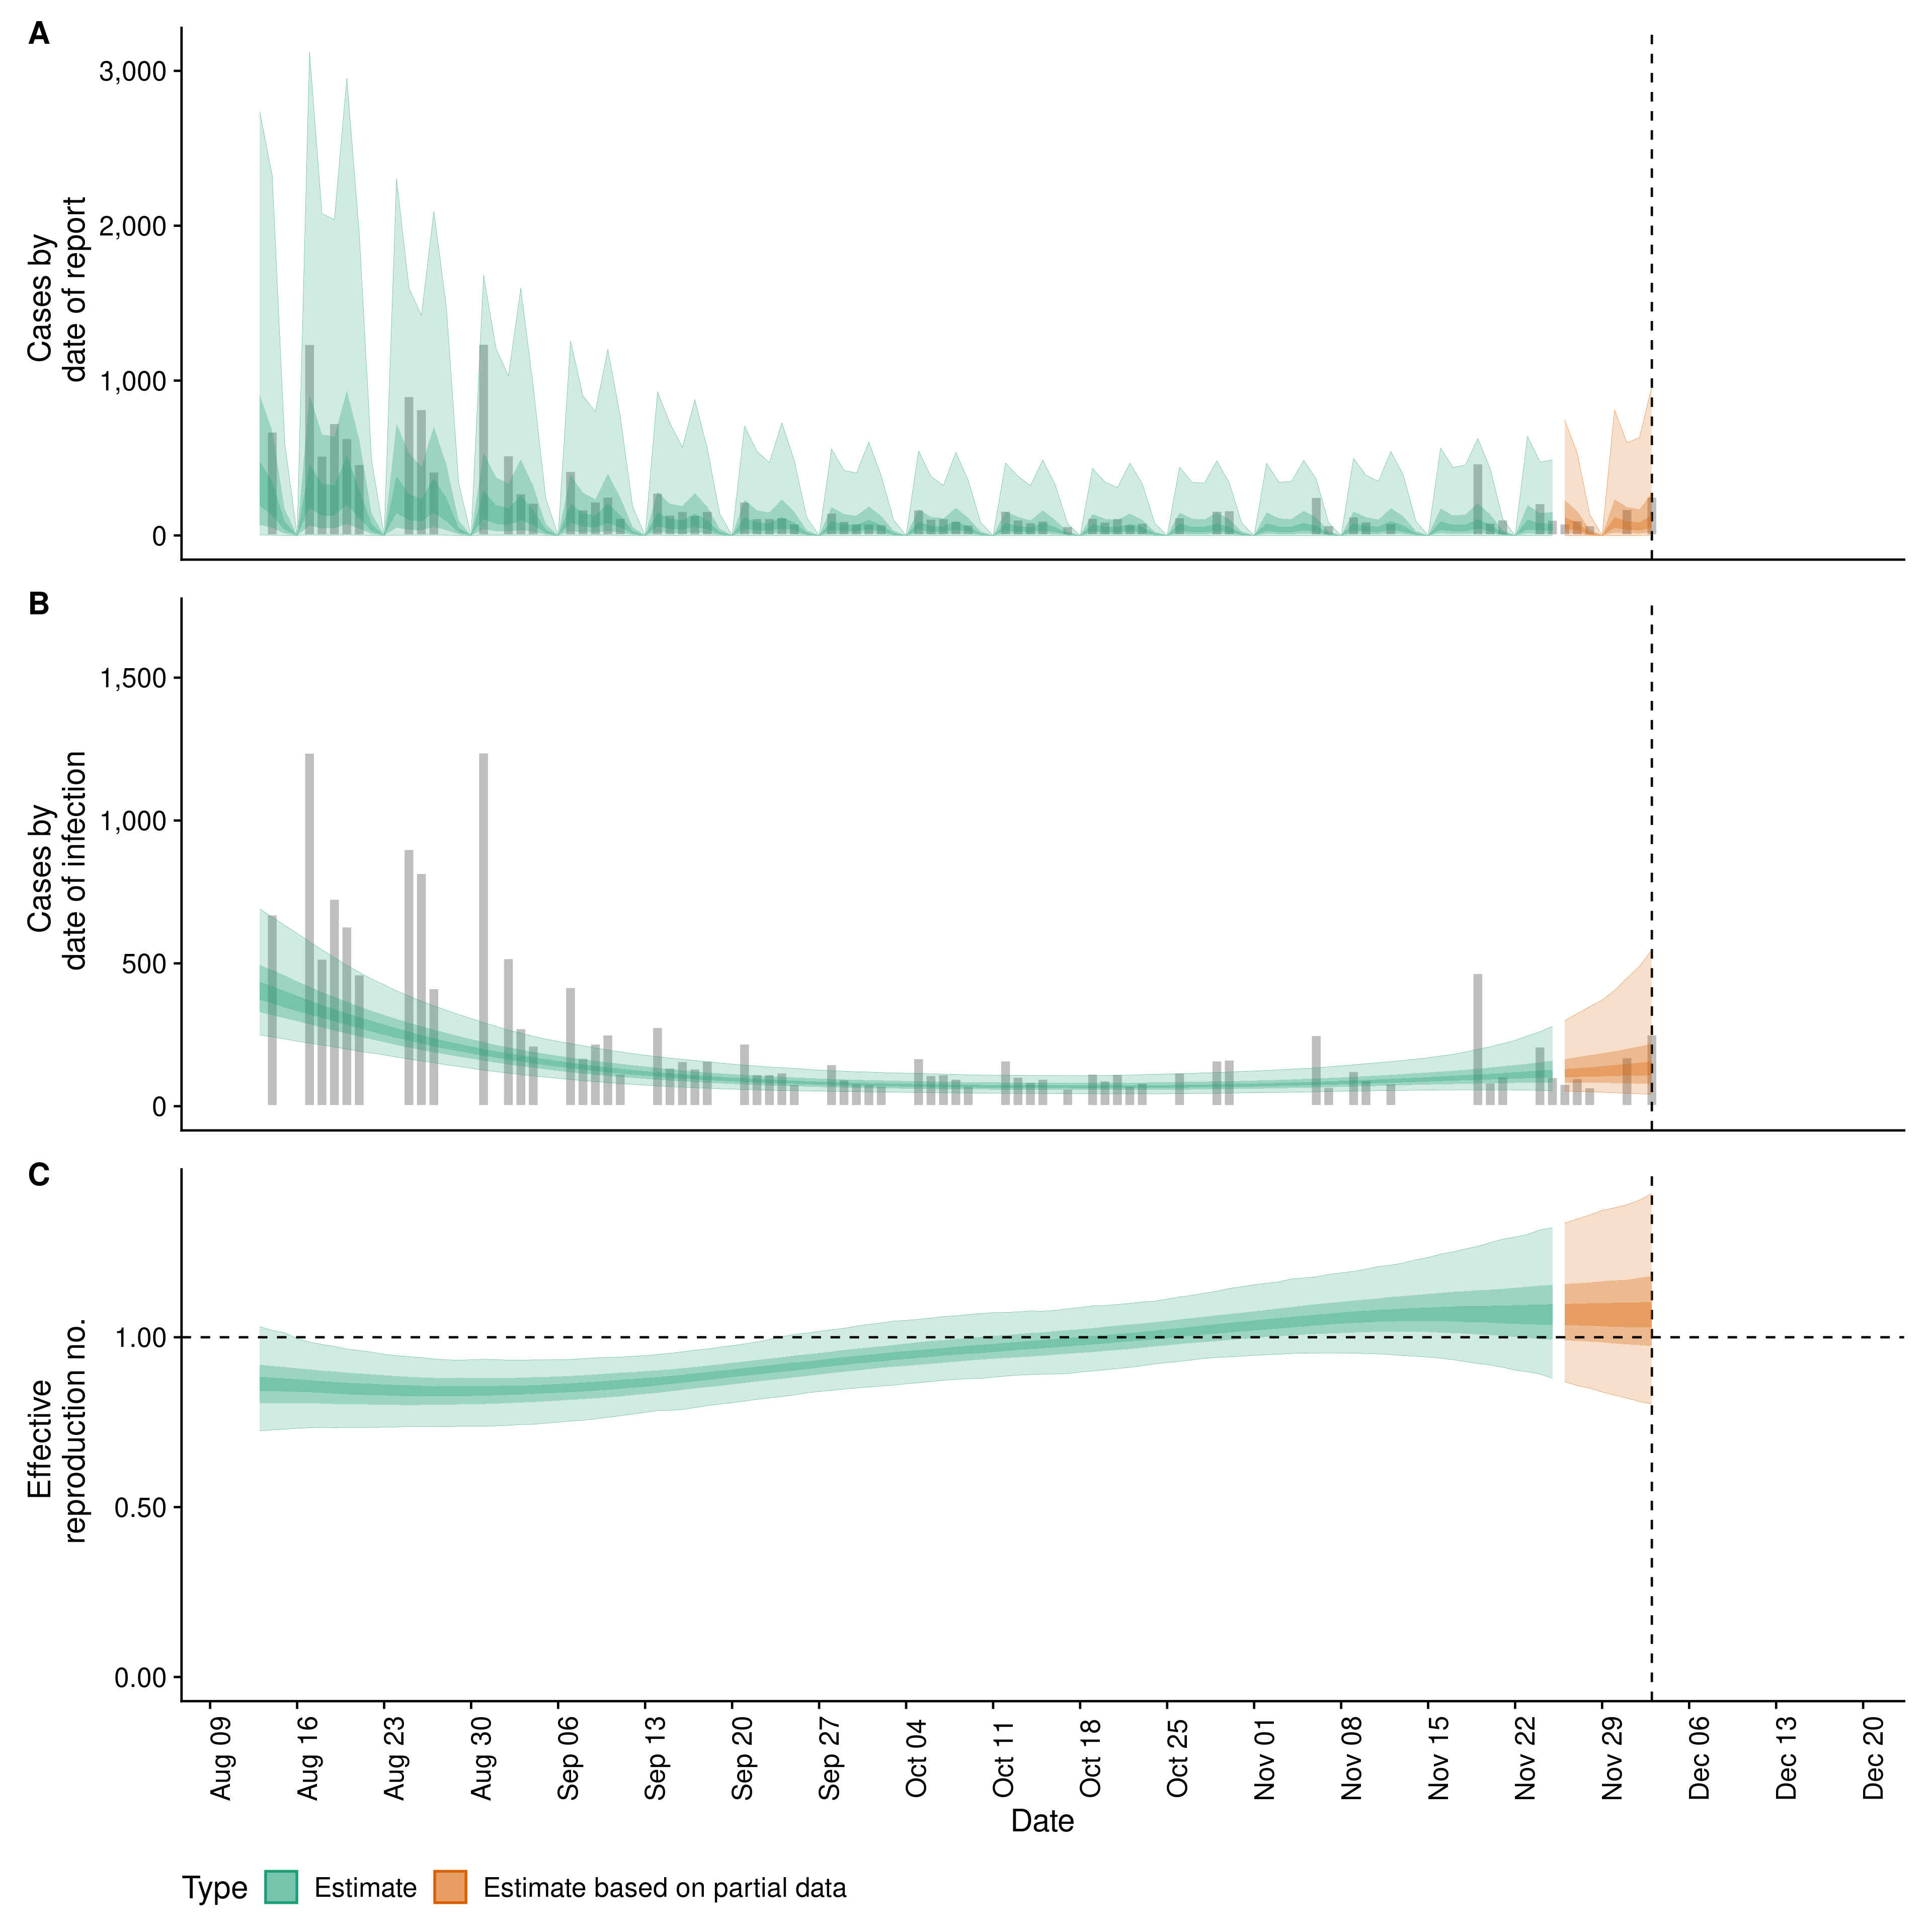 A
Cases by
date of report
3,000
2,000
1,000
0
B
Cases by
date of infection
1,500
1,000
500
0
C
Effective
reproduction no.
1.00
0.50
0.00
Aug 09
Aug 16
Aug 23
Aug 30
Sep 06
Sep 13
Sep 20
Sep 27
Oct 04
Oct 11
Oct 18
Oct 25
Nov 01
Nov 08
Nov 15
Nov 22
Nov 29
Dec 06
Dec 13
Dec 20
Date
Type Estimate Estimate based on partial data